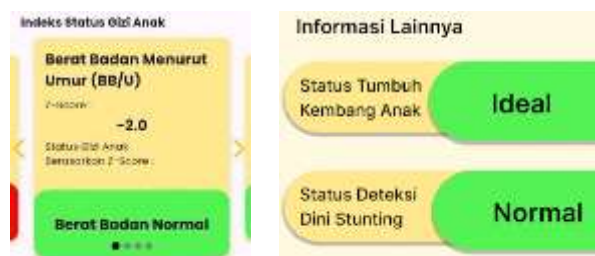 Indeks Status Gizi Anak
Berat Badan Menurut
Umur (BB/U)
Z-Score
-2.0
Status Gizi Anak
Berdasarkan Z-Score :
Berat Badan Normal
Informasi Lainnya
Status Tumbuh
Kembang Anak
Ideal
Status Deteksi
Dini Stunting
Normal